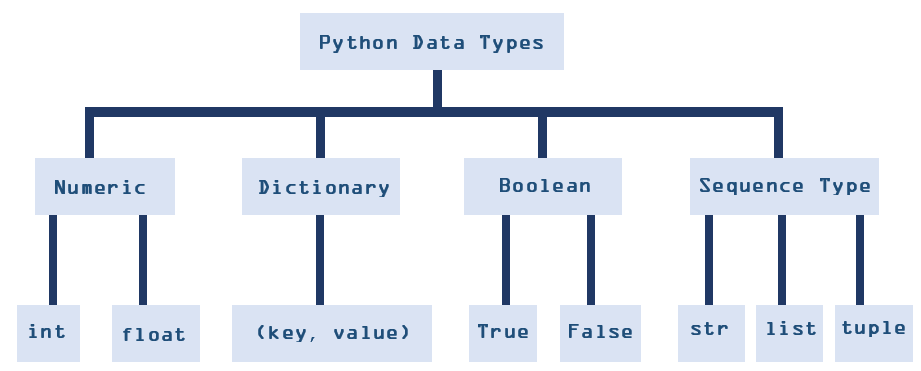 Python Data Types
Numeric
Dictionary
Boolean
Sequence Type
int
float
(key, value)
True
False
str
list
tuple